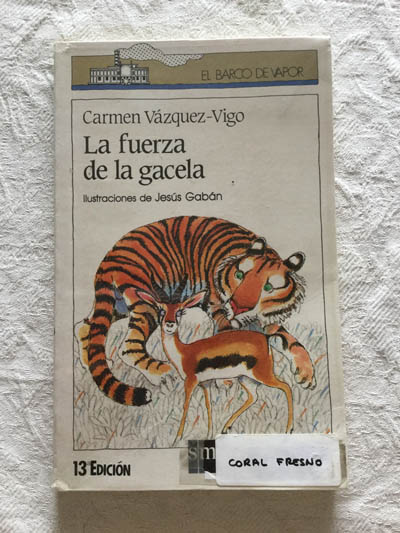 EL BARCO DE VAPOR
Carmen Vázquez-Vigo
La fuerza
de la gacela
Ilustraciones de Jesús Gabán
sm
13ª EDICIÓN
CORAL FRESNO